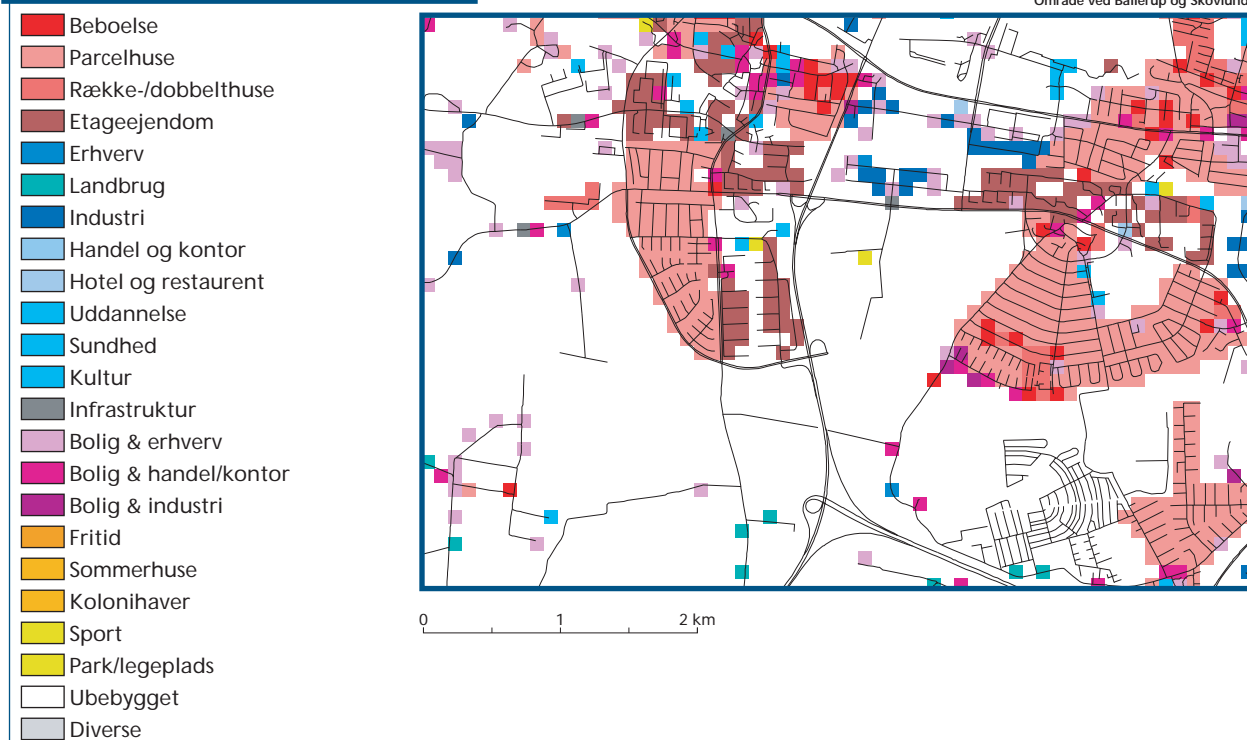 Område ved Ballerup og Skovlund
Beboelse
Parcelhuse
Række-/dobbelthuse
Etageejendom
Erhverv
Landbrug
Industri
Handel og kontor
Hotel og restaurent
Uddannelse
Sundhed
Kultur
Infrastruktur
Bolig & erhverv
Bolig & handel/kontor
Bolig & industri
Fritid
Sommerhuse
Kolonihaver
Sport
Park/legeplads
Ubebygget
Diverse
0 1 2 km